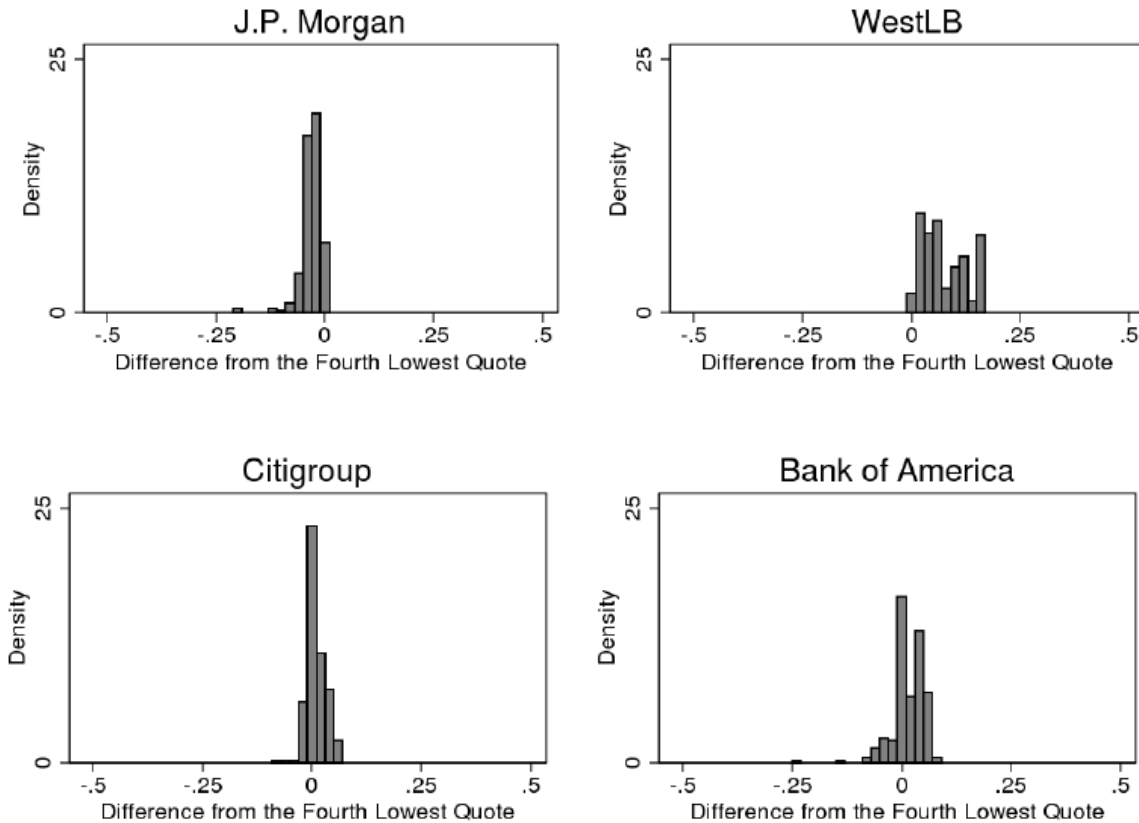 J.P. Morgan
25
Density
0
-.5 -.25 0 .25 .5
Difference from the Fourth Lowest Quote
WestLB
25
Density
0
-.5 -.25 0 .25 .5
Difference from the Fourth Lowest Quote
Citigroup
25
Density
0
-.5 -.25 0 .25 .5
Difference from the Fourth Lowest Quote
Bank of America
25
Density
0
-.5 -.25 0 .25 .5
Difference from the Fourth Lowest Quote